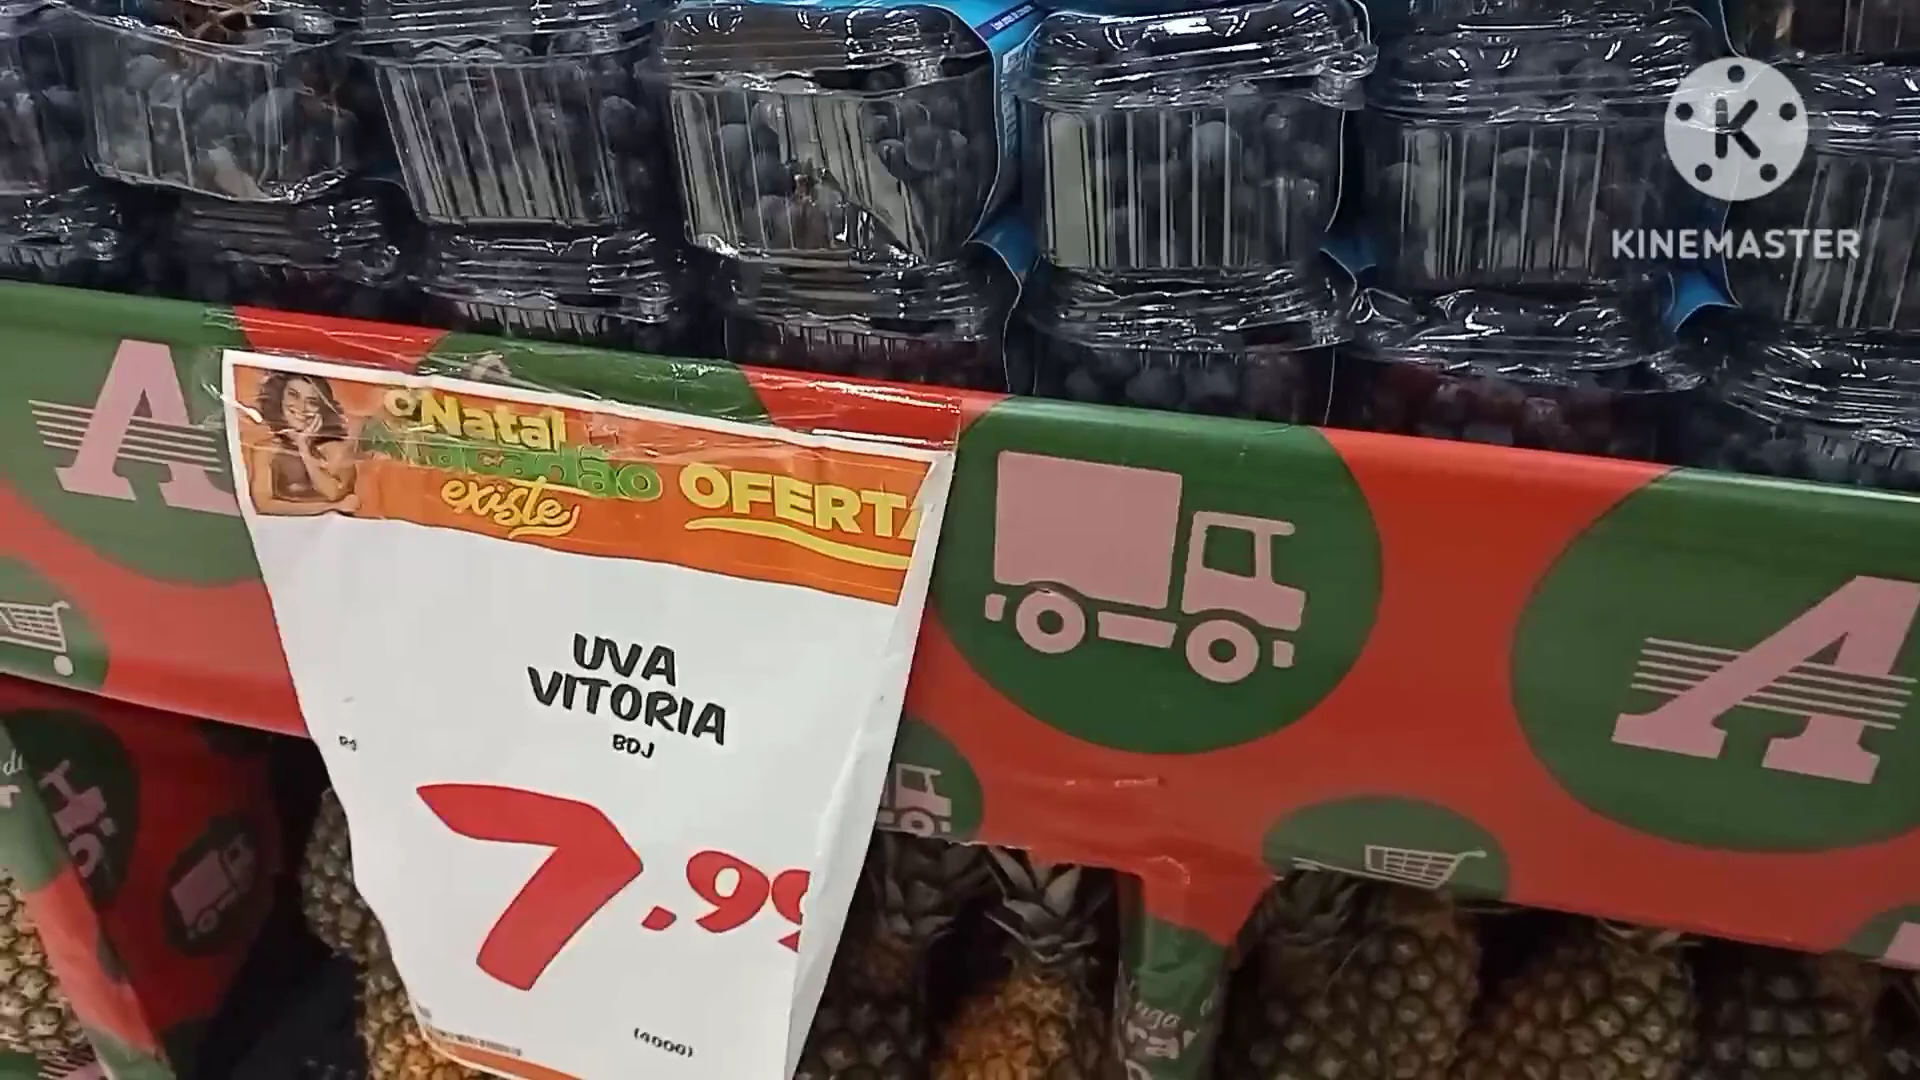 KINEMASTER
A
o Natal
Atacadão
existe
OFERTA
UVA
VITORIA
BDJ
R$
7,99
(4000)
A